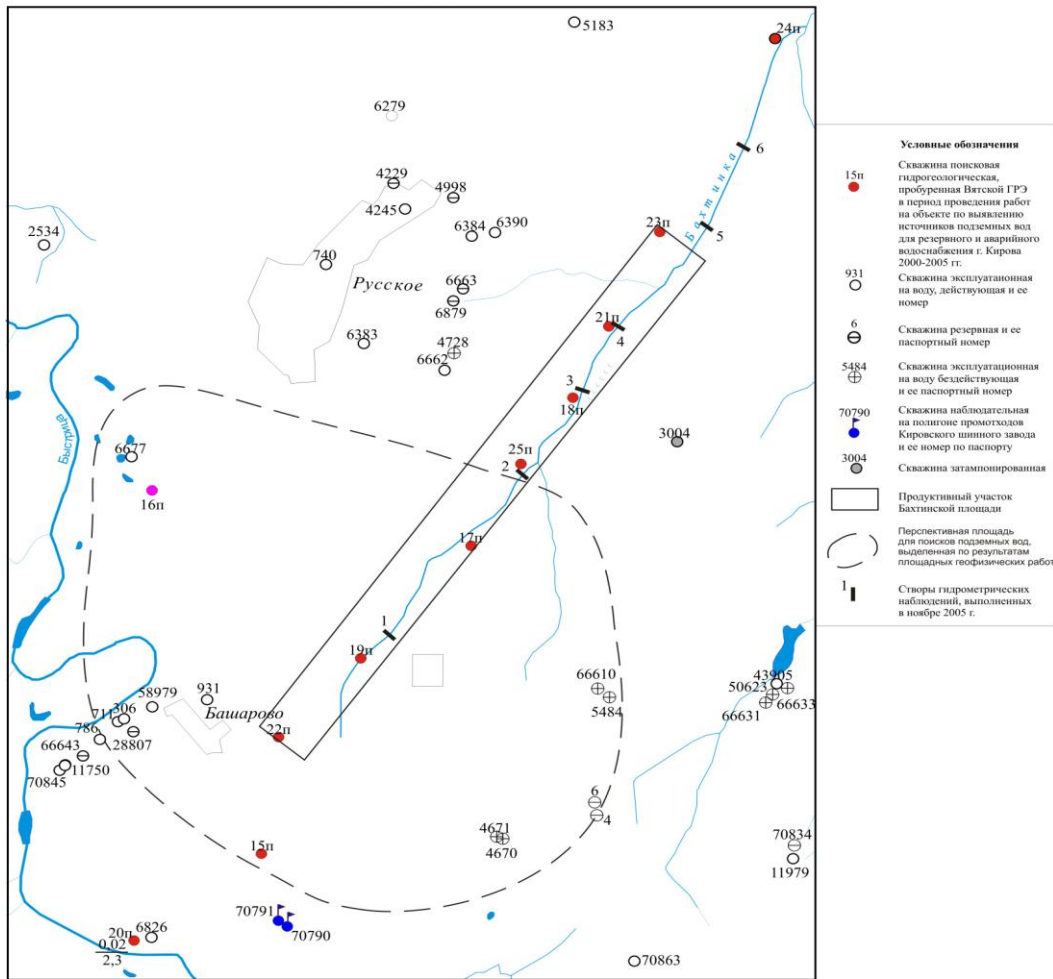 5183
24п
6279
6
4229
4998
4245
6384
6390
2534
740
Русское
6663
6879
23п
Бахтинка
5
21п
4
6383
4728
6662
3
18п
Быстрица
6677
25п
2
3004
16п
17п
1
19п
66610
5484
43905
50623
66633
66631
58979
931
306
711
Башарово
786
28807
22п
66643
11750
70845
6
4
4671
4670
15п
70834
11979
70791
70790
20п
6826
0,02
2,3
70863
Условные обозначения
15п
Скважина поисковая
гидрогеологическая,
пробуренная Вятской ГРЭ
в период проведения работ
на объекте по выявлению
источников подземных вод
для резервного и аварийного
водоснабжения г. Кирова
2000-2005 гг.
931
Скважина эксплуатаионная
на воду, действующая и ее
номер
6
Скважина резервная и ее
паспортный номер
5484
Скважина эксплуатационная
на воду бездействующая
и ее паспортный номер
70790
Скважина наблюдательная
на полигоне промотходов
Кировского шинного завода
и ее номер по паспорту
3004
Скважина затампонированная
Продуктивный участок
Бахтинской площади
Перспективная площадь
для поисков подземных вод,
выделенная по результатам
площадных геофизических работ
1
Створы гидрометрических
наблюдений, выполненных
в ноябре 2005 г.